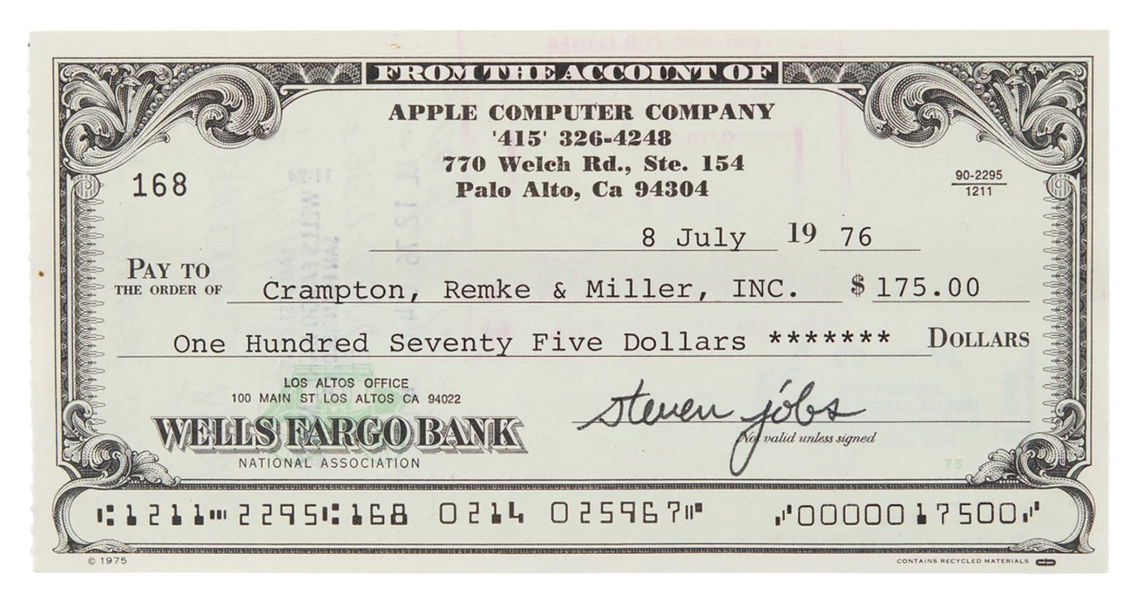 FROM THE ACCOUNT OF
APPLE COMPUTER COMPANY
'415' 326-4248
770 Welch Rd., Ste. 154
Palo Alto, Ca 94304
168
90-2295
1211
8 July 19 76
PAY TO
THE ORDER OF Crampton, Remke & Miller, INC. $ 175.00
One Hundred Seventy Five Dollars ******* DOLLARS
LOS ALTOS OFFICE
100 MAIN ST LOS ALTOS CA 94022
WELLS FARGO BANK
NATIONAL ASSOCIATION
steven jobs
Not valid unless signed
75
⑆1211⑉2295⑆168 0214 025967⑈ ⑇0000017500⑇
© 1975
CONTAINS RECYCLED MATERIALS